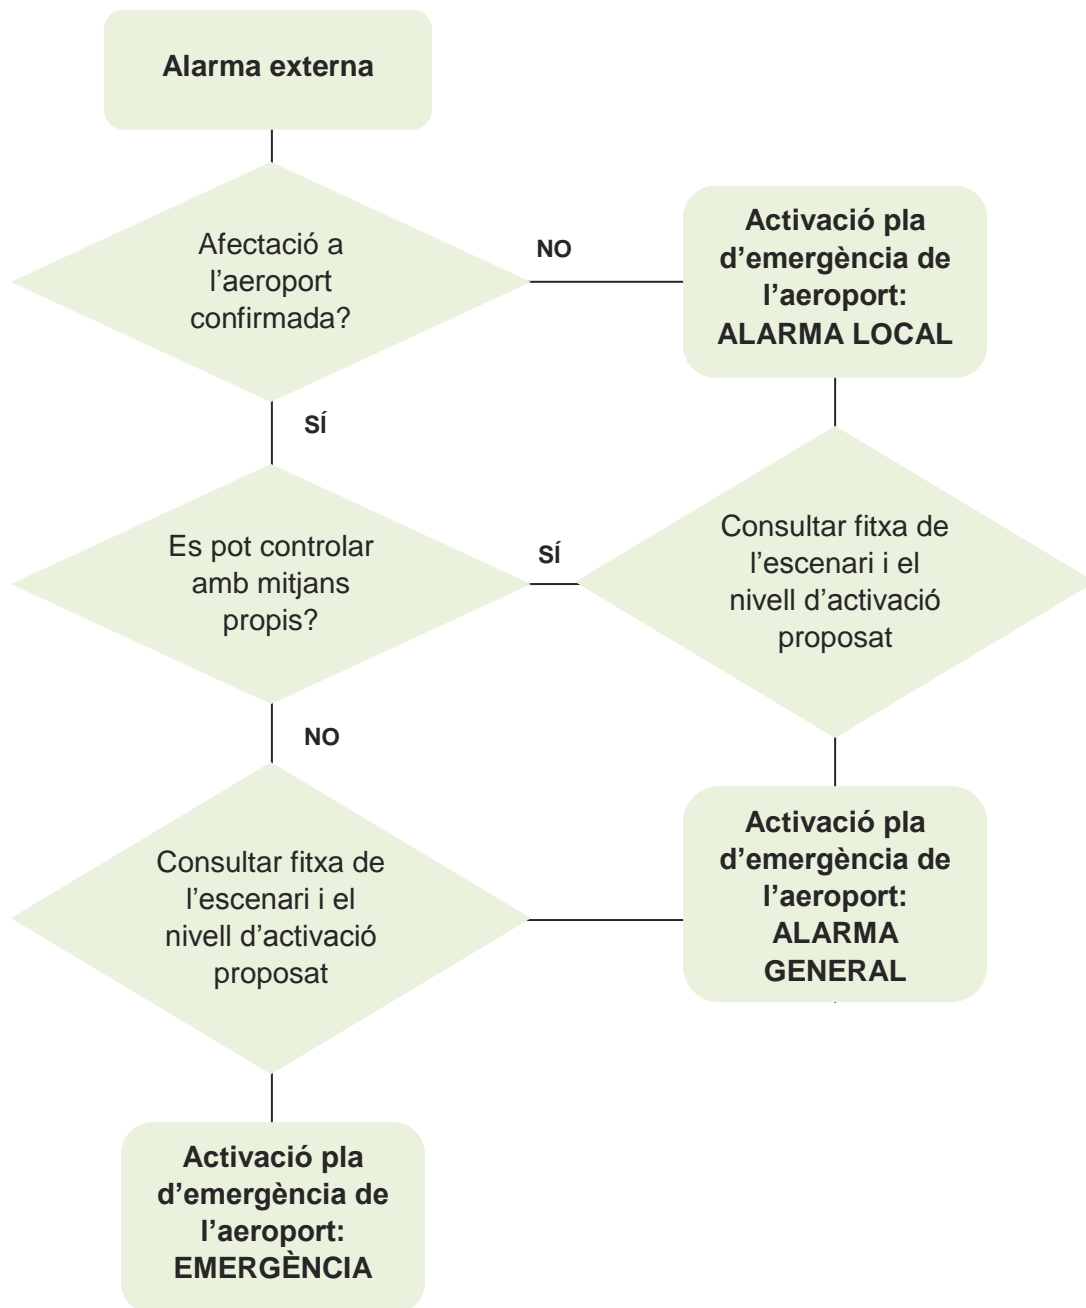 Alarma externa
Afectació a
l’aeroport
confirmada?
NO
Activació pla
d’emergència de
l’aeroport:
ALARMA LOCAL
SÍ
Es pot controlar
amb mitjans
propis?
SÍ
Consultar fitxa de
l’escenari i el
nivell d’activació
proposat
NO
Consultar fitxa de
l’escenari i el
nivell d’activació
proposat
Activació pla
d’emergència de
l’aeroport:
ALARMA
GENERAL
Activació pla
d’emergència de
l’aeroport:
EMERGÈNCIA